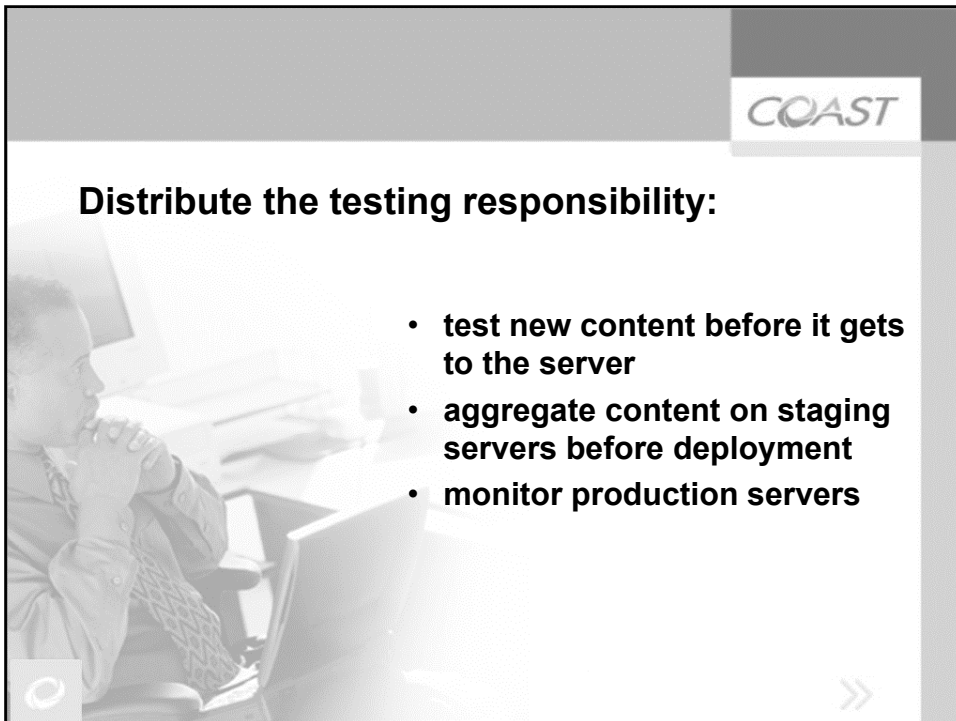 COAST
Distribute the testing responsibility:
• test new content before it gets
to the server
• aggregate content on staging
servers before deployment
• monitor production servers